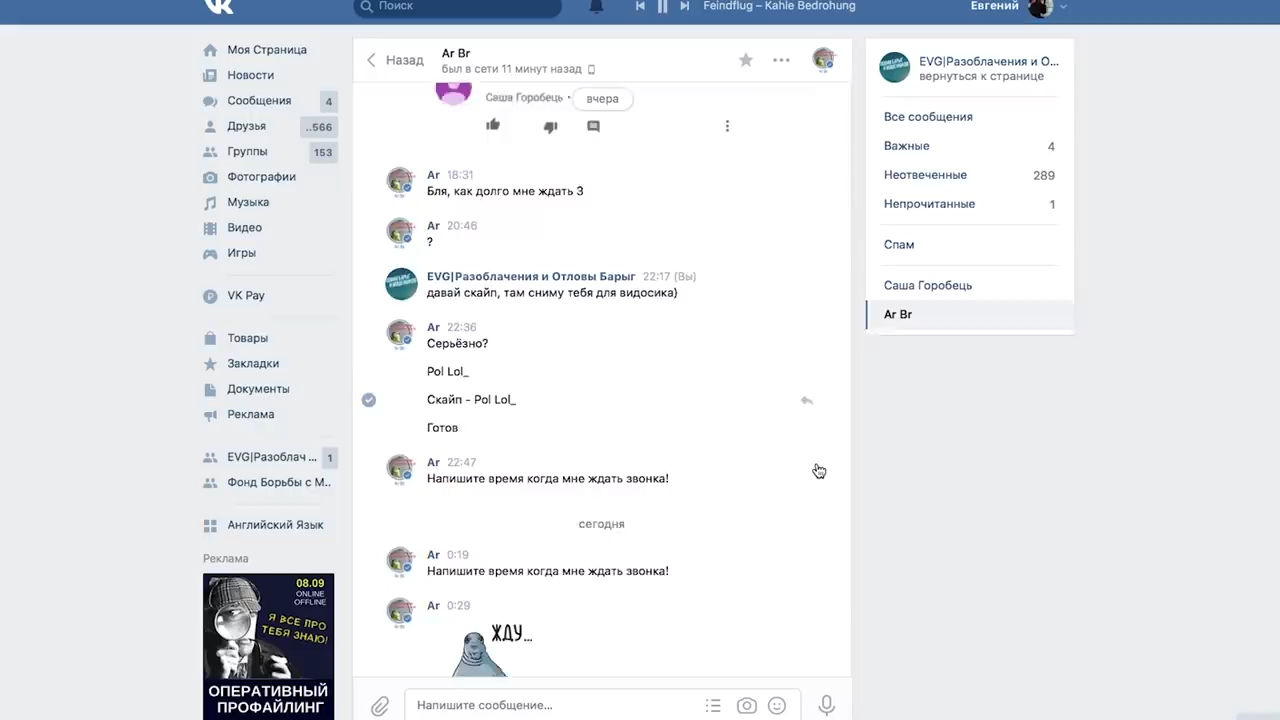 Поиск
Feindflug – Kahle Bedrohung
Евгений
Моя Страница
Новости
Сообщения 4
Друзья ..566
Группы 153
Фотографии
Музыка
Видео
Игры
VK Pay
Товары
Закладки
Документы
Реклама
EVG|Разоблач ... 1
Фонд Борьбы с М..
Английский Язык
Реклама
08.09
ONLINE
OFFLINE
Я ВСЕ ПРО
ТЕБЯ ЗНАЮ!
ОПЕРАТИВНЫЙ
ПРОФАЙЛИНГ
Назад
Ar Br
был в сети 11 минут назад
Саша Горобець
вчера
Ar 18:31
Бля, как долго мне ждать 3
Ar 20:46
?
EVG|Разоблачения и Отловы Барыг 22:17 (Вы)
давай скайп, там сниму тебя для видосика)
Ar 22:36
Серьёзно?
Pol Lol_
Скайп - Pol Lol_
Готов
Ar 22:47
Напишите время когда мне ждать звонка!
сегодня
Ar 0:19
Напишите время когда мне ждать звонка!
Ar 0:29
ЖДУ...
Напишите сообщение...
EVG|Разоблачения и О...
вернуться к странице
Все сообщения
Важные 4
Неотвеченные 289
Непрочитанные 1
Спам
Саша Горобець
Ar Br